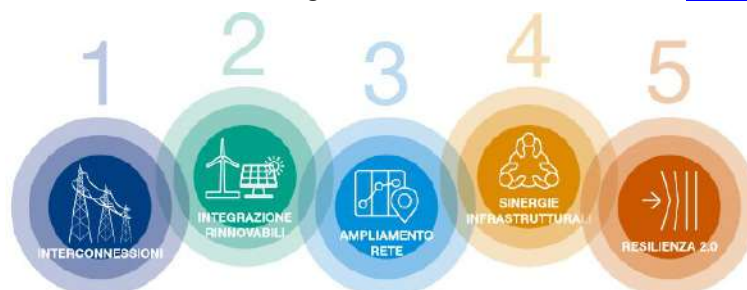 1
INTERCONNESSIONI
2
INTEGRAZIONE
RINNOVABILI
3
AMPLIAMENTO
RETE
4
SINERGIE
INFRASTRUTTURALI
5
RESILIENZA 2.0